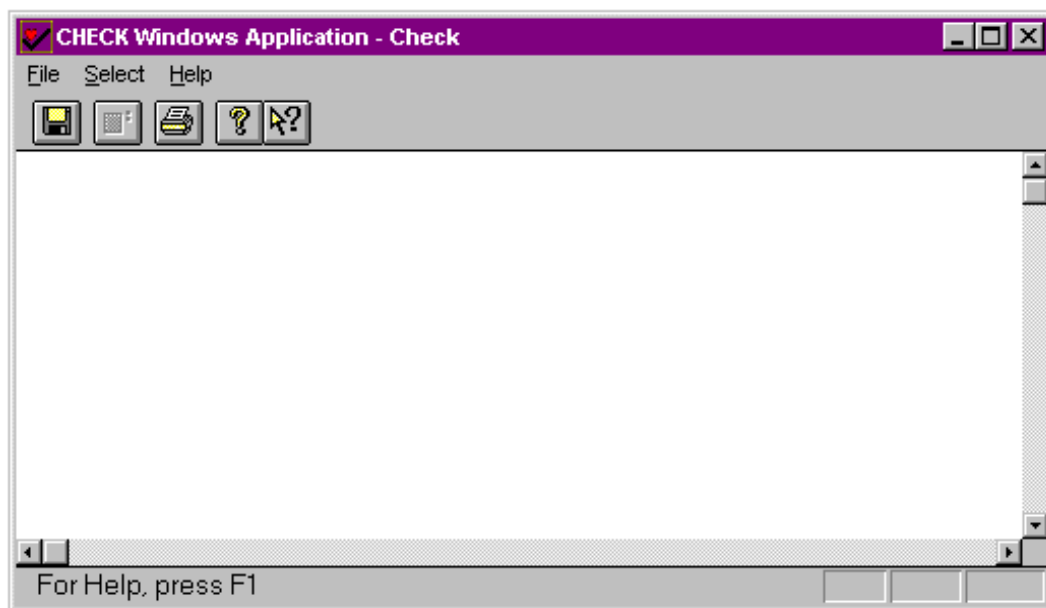 CHECK Windows Application - Check
File Select Help
For Help, press F1